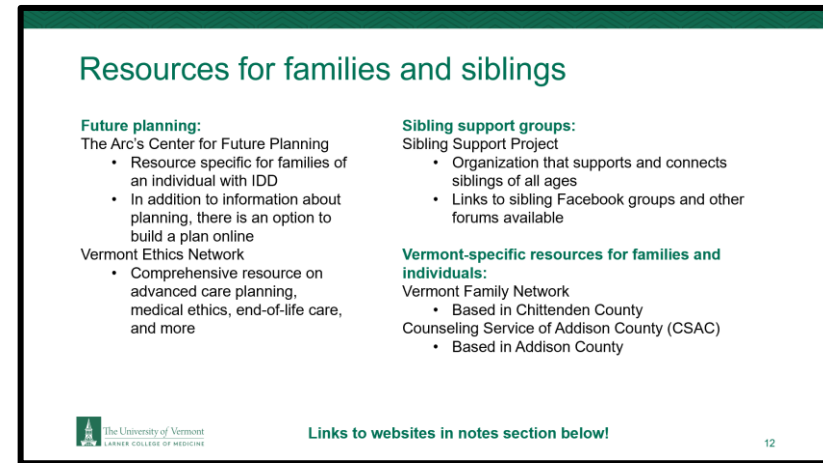 Resources for families and siblings
Future planning:
The Arc's Center for Future Planning
• Resource specific for families of
an individual with IDD
• In addition to information about
planning, there is an option to
build a plan online
Vermont Ethics Network
• Comprehensive resource on
advanced care planning,
medical ethics, end-of-life care,
and more
Sibling support groups:
Sibling Support Project
• Organization that supports and connects
siblings of all ages
• Links to sibling Facebook groups and other
forums available
Vermont-specific resources for families and
individuals:
Vermont Family Network
• Based in Chittenden County
Counseling Service of Addison County (CSAC)
• Based in Addison County
The University of Vermont
LARNER COLLEGE OF MEDICINE
Links to websites in notes section below!
12